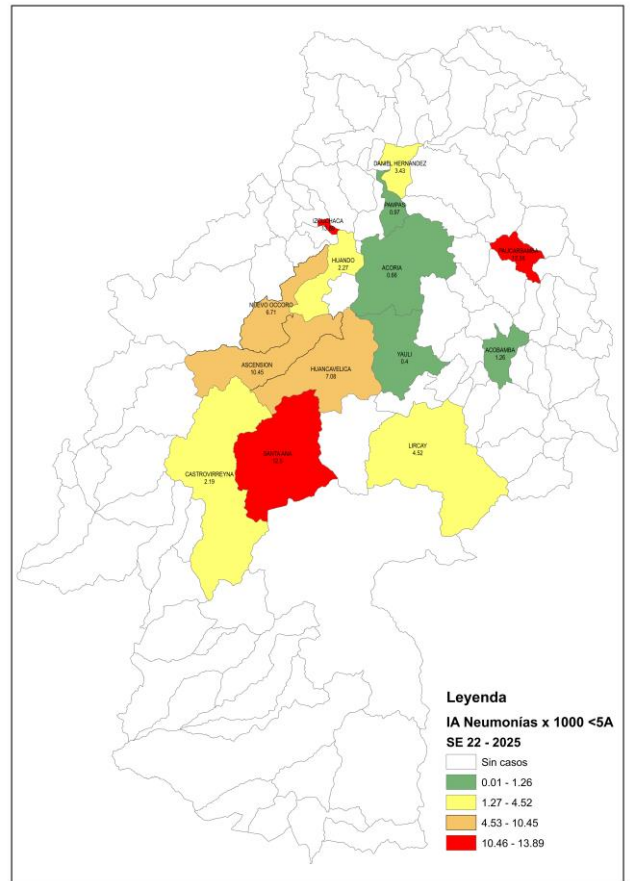 DANIEL HERNANDEZ
3.43
PAMPAS
0.97
HUANDO
2.27
ACORIA
NUEVO OCCORO
6.71
ASCENSION
10.45
HUANCAVELICA
7.08
YAULI
0.4
ACOBAMBA
1.26
SANTA ANA
CASTROVIRREYNA
2.19
LIRCAY
4.52
Leyenda
IA Neumonías x 1000 <5A
SE 22 - 2025
Sin casos
0.01 - 1.26
1.27 - 4.52
4.53 - 10.45
10.46 - 13.89